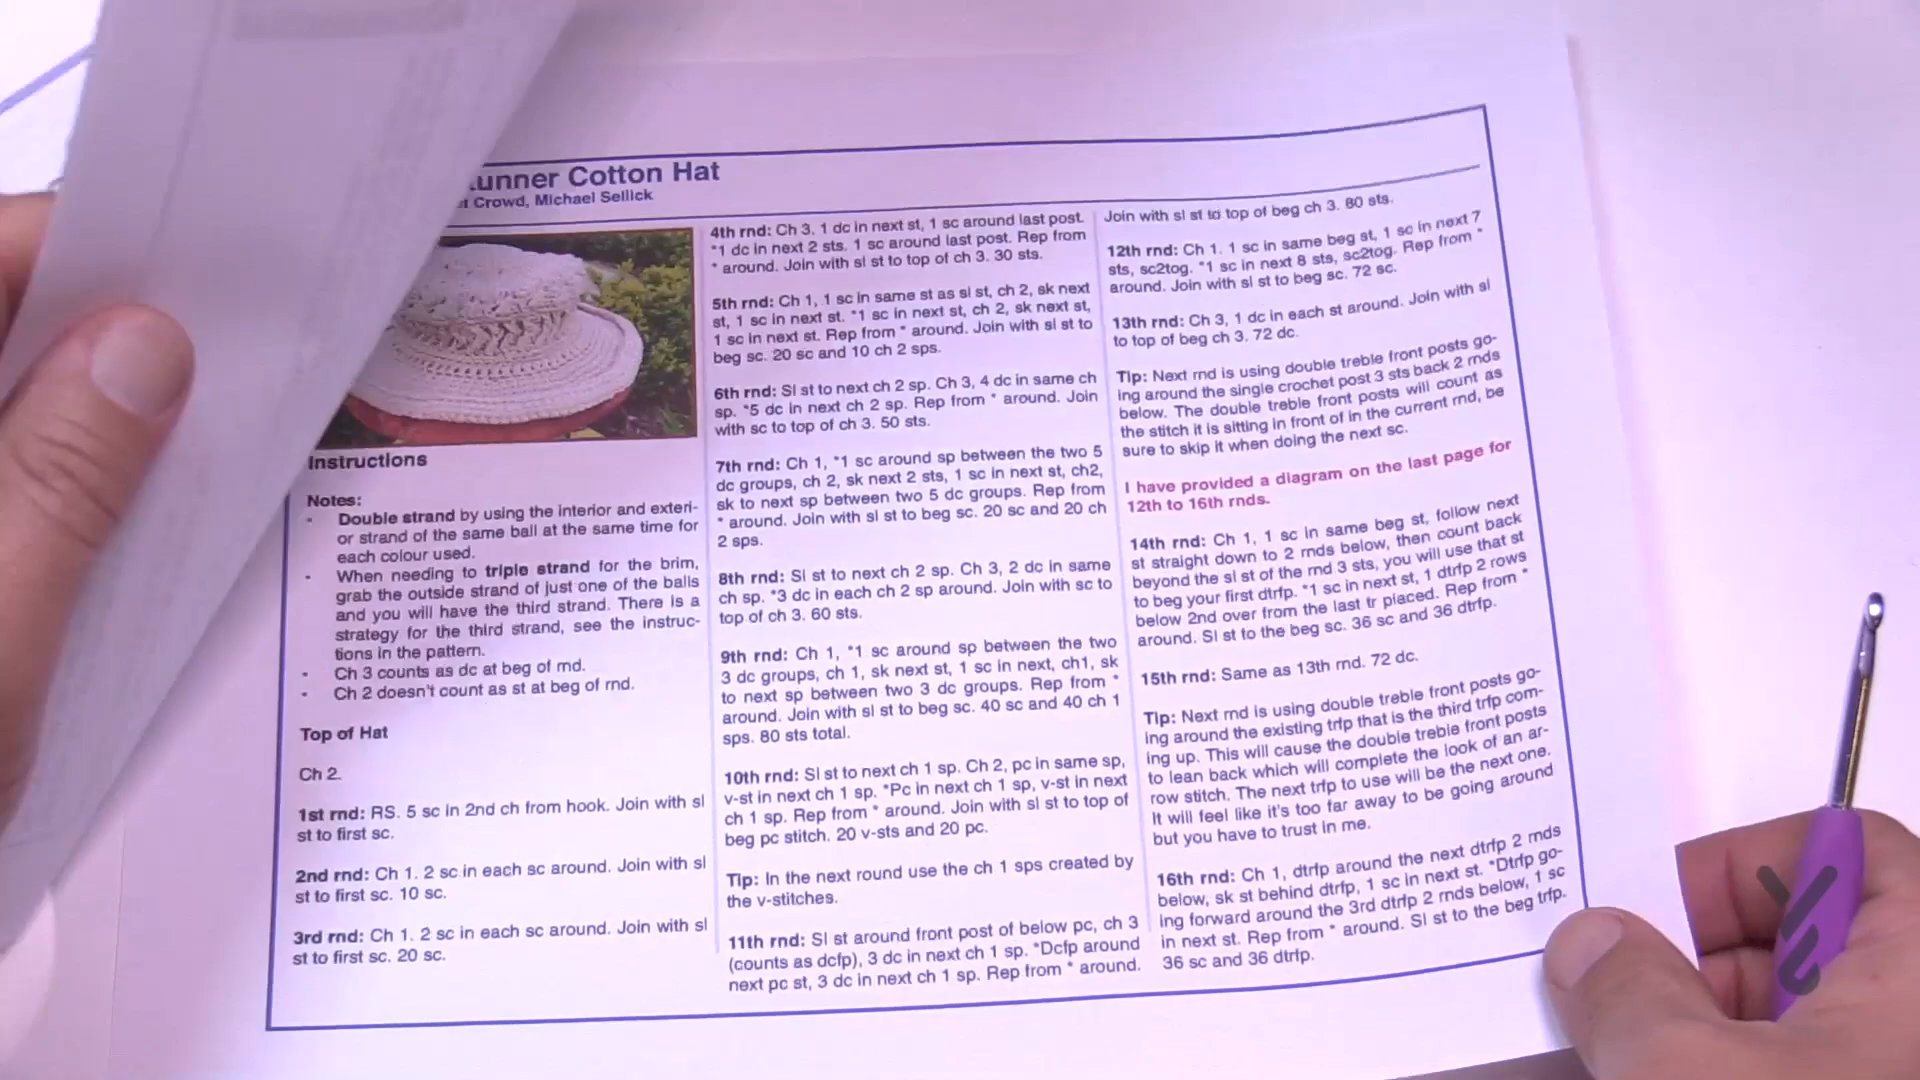 unner Cotton Hat
Crowd, Michael Sellick
Instructions
Notes:
- Double strand by using the interior and exteri-
or strand of the same ball at the same time for
each colour used.
- When needing to triple strand for the brim,
grab the outside strand of just one of the balls
and you will have the third strand. There is a
strategy for the third strand, see the instruc-
tions in the pattern.
- Ch 3 counts as dc at beg of rnd.
- Ch 2 doesn't count as st at beg of rnd.
Top of Hat
Ch 2.
1st rnd: RS. 5 sc in 2nd ch from hook. Join with sl
st to first sc.
2nd rnd: Ch 1. 2 sc in each sc around. Join with sl
st to first sc. 10 sc.
3rd rnd: Ch 1. 2 sc in each sc around. Join with sl
st to first sc. 20 sc.
4th rnd: Ch 3. 1 dc in next st, 1 sc around last post.
*1 dc in next 2 sts. 1 sc around last post. Rep from
* around. Join with sl st to top of ch 3. 30 sts.
5th rnd: Ch 1, 1 sc in same st as sl st, ch 2, sk next
st, 1 sc in next st. *1 sc in next st, ch 2, sk next st,
1 sc in next st. Rep from * around. Join with sl st to
beg sc. 20 sc and 10 ch 2 sps.
6th rnd: Sl st to next ch 2 sp. Ch 3, 4 dc in same ch
sp. *5 dc in next ch 2 sp. Rep from * around. Join
with sc to top of ch 3. 50 sts.
7th rnd: Ch 1, *1 sc around sp between the two 5
dc groups, ch 2, sk next 2 sts, 1 sc in next st, ch2,
sk to next sp between two 5 dc groups. Rep from
* around. Join with sl st to beg sc. 20 sc and 20 ch
2 sps.
8th rnd: Sl st to next ch 2 sp. Ch 3, 2 dc in same
ch sp. *3 dc in each ch 2 sp around. Join with sc to
top of ch 3. 60 sts.
9th rnd: Ch 1, *1 sc around sp between the two
3 dc groups, ch 1, sk next st, 1 sc in next, ch1, sk
to next sp between two 3 dc groups. Rep from *
around. Join with sl st to beg sc. 40 sc and 40 ch 1
sps. 80 sts total.
10th rnd: Sl st to next ch 1 sp. Ch 2, pc in same sp,
v-st in next ch 1 sp. *Pc in next ch 1 sp, v-st in next
ch 1 sp. Rep from * around. Join with sl st to top of
beg pc stitch. 20 v-sts and 20 pc.
Tip: In the next round use the ch 1 sps created by
the v-stitches.
11th rnd: Sl st around front post of below pc, ch 3
(counts as dcfp), 3 dc in next ch 1 sp. *Dcfp around
next pc st, 3 dc in next ch 1 sp. Rep from * around.
Join with sl st to top of beg ch 3. 80 sts.
12th rnd: Ch 1. 1 sc in same beg st, 1 sc in next 7
sts, sc2tog. *1 sc in next 8 sts, sc2tog. Rep from *
around. Join with sl st to beg sc. 72 sc.
13th rnd: Ch 3, 1 dc in each st around. Join with sl
to top of beg ch 3. 72 dc.
Tip: Next rnd is using double treble front posts go-
ing around the single crochet post 3 sts back 2 rnds
below. The double treble front posts will count as
the stitch it is sitting in front of in the current rnd, be
sure to skip it when doing the next sc.
I have provided a diagram on the last page for
12th to 16th rnds.
14th rnd: Ch 1, 1 sc in same beg st, follow next
st straight down to 2 rnds below, then count back
beyond the sl st of the rnd 3 sts, you will use that st
to beg your first dtrfp. *1 sc in next st, 1 dtrfp 2 rows
below 2nd over from the last tr placed. Rep from *
around. Sl st to the beg sc. 36 sc and 36 dtrfp.
15th rnd: Same as 13th rnd. 72 dc.
Tip: Next rnd is using double treble front posts go-
ing around the existing trfp that is the third trfp com-
ing up. This will cause the double treble front posts
to lean back which will complete the look of an ar-
row stitch. The next trfp to use will be the next one.
It will feel like it's too far away to be going around
but you have to trust in me.
16th rnd: Ch 1, dtrfp around the next dtrfp 2 rnds
below, sk st behind dtrfp, 1 sc in next st. *Dtrfp go-
ing forward around the 3rd dtrfp 2 rnds below, 1 sc
in next st. Rep from * around. Sl st to the beg trfp.
36 sc and 36 dtrfp.